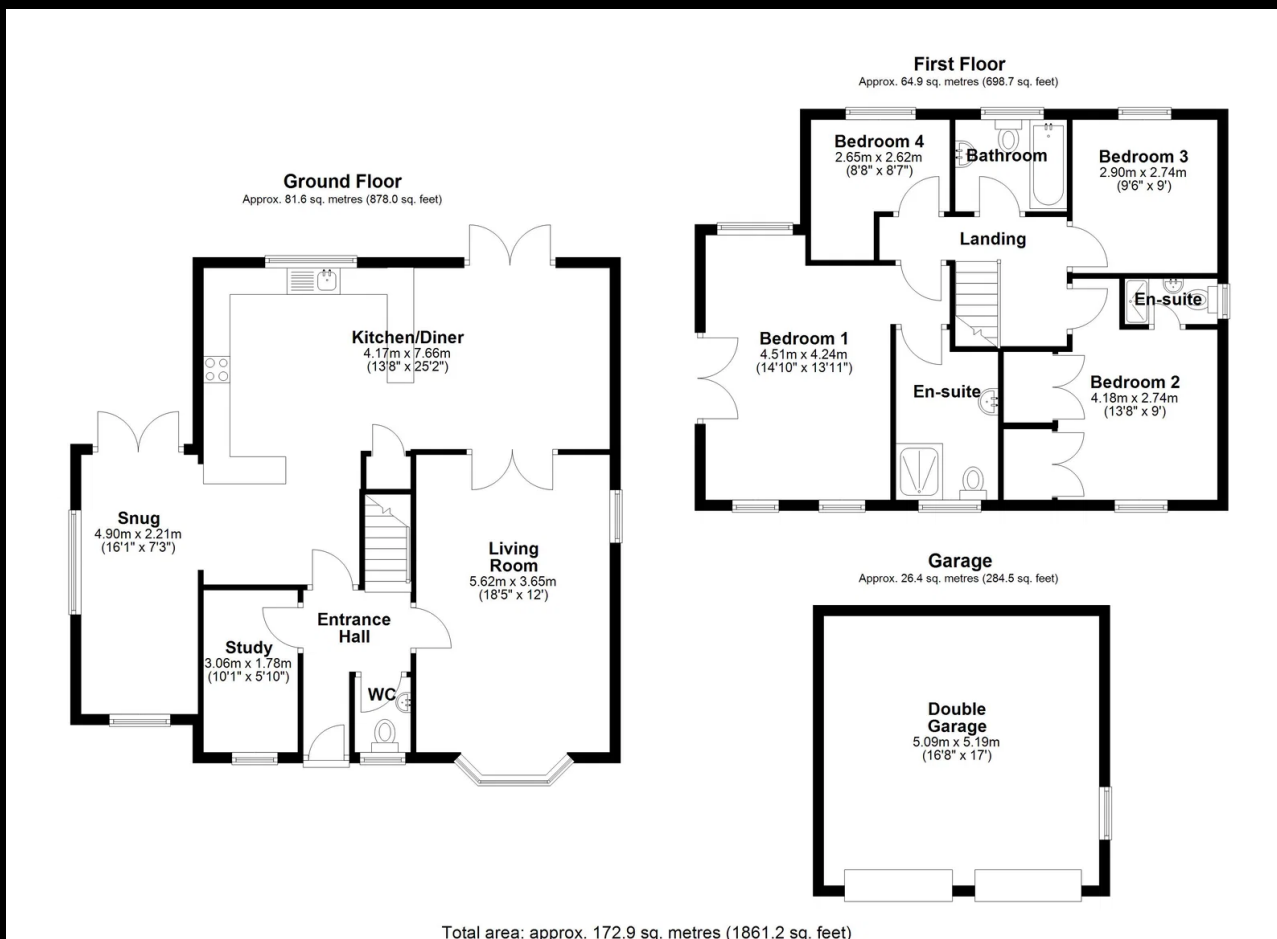 Ground Floor
Approx. 81.6 sq. metres (878.0 sq. feet)
Kitchen/Diner
4.17m x 7.66m
(13'8" x 25'2")
Snug
4.90m x 2.21m
(16'1" x 7'3")
Living
Room
5.62m x 3.65m
(18'5" x 12')
Entrance
Hall
Study
3.06m x 1.78m
(10'1" x 5'10")
WC
First Floor
Approx. 64.9 sq. metres (698.7 sq. feet)
Bedroom 4
2.65m x 2.62m
(8'8" x 8'7")
Bathroom
Bedroom 3
2.90m x 2.74m
(9'6" x 9')
Landing
En-suite
Bedroom 1
4.51m x 4.24m
(14'10" x 13'11")
En-suite
Bedroom 2
4.18m x 2.74m
(13'8" x 9')
Garage
Approx. 26.4 sq. metres (284.5 sq. feet)
Double
Garage
5.09m x 5.19m
(16'8" x 17')
Total area: approx. 172.9 sq. metres (1861.2 sq. feet)